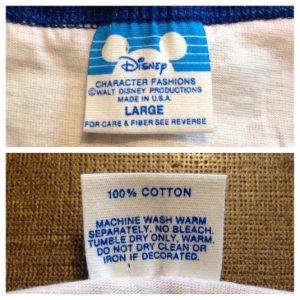 Disney
CHARACTER FASHIONS
©WALT DISNEY PRODUCTIONS
MADE IN U.S.A.
LARGE
FOR CARE & FIBER SEE REVERSE
100% COTTON
MACHINE WASH WARM
SEPARATELY. NO BLEACH.
TUMBLE DRY ONLY, WARM.
DO NOT DRY CLEAN OR
IRON IF DECORATED.